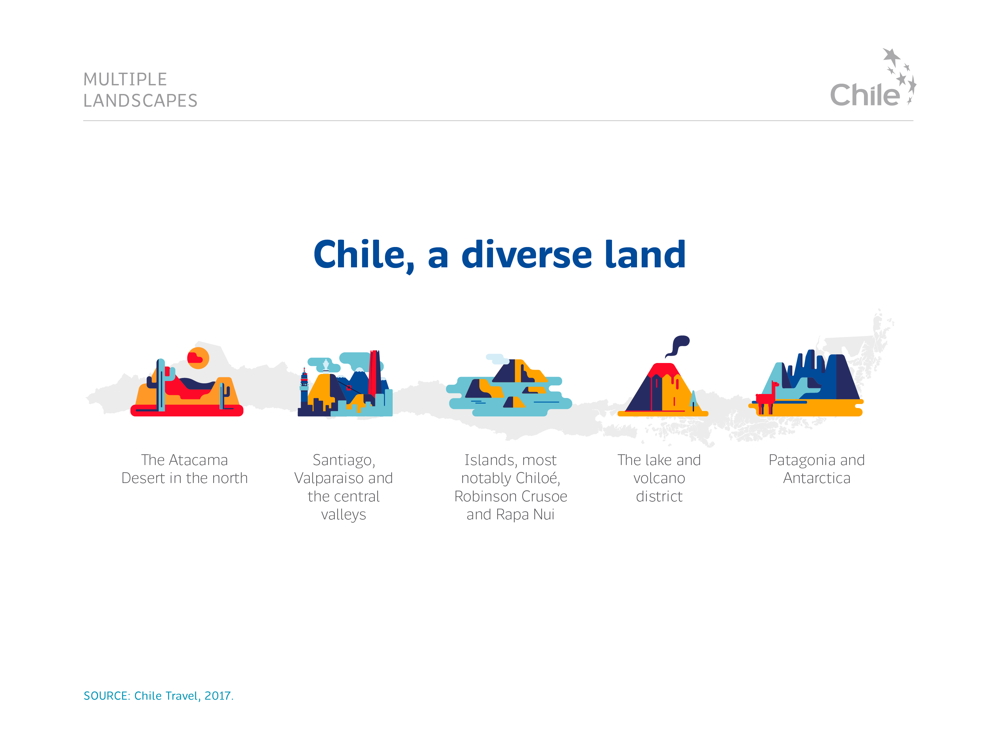 MULTIPLE
LANDSCAPES
Chile
Chile, a diverse land
The Atacama
Desert in the north
Santiago,
Valparaiso and
the central
valleys
Islands, most
notably Chiloé,
Robinson Crusoe
and Rapa Nui
The lake and
volcano
district
Patagonia and
Antarctica
SOURCE: Chile Travel, 2017.